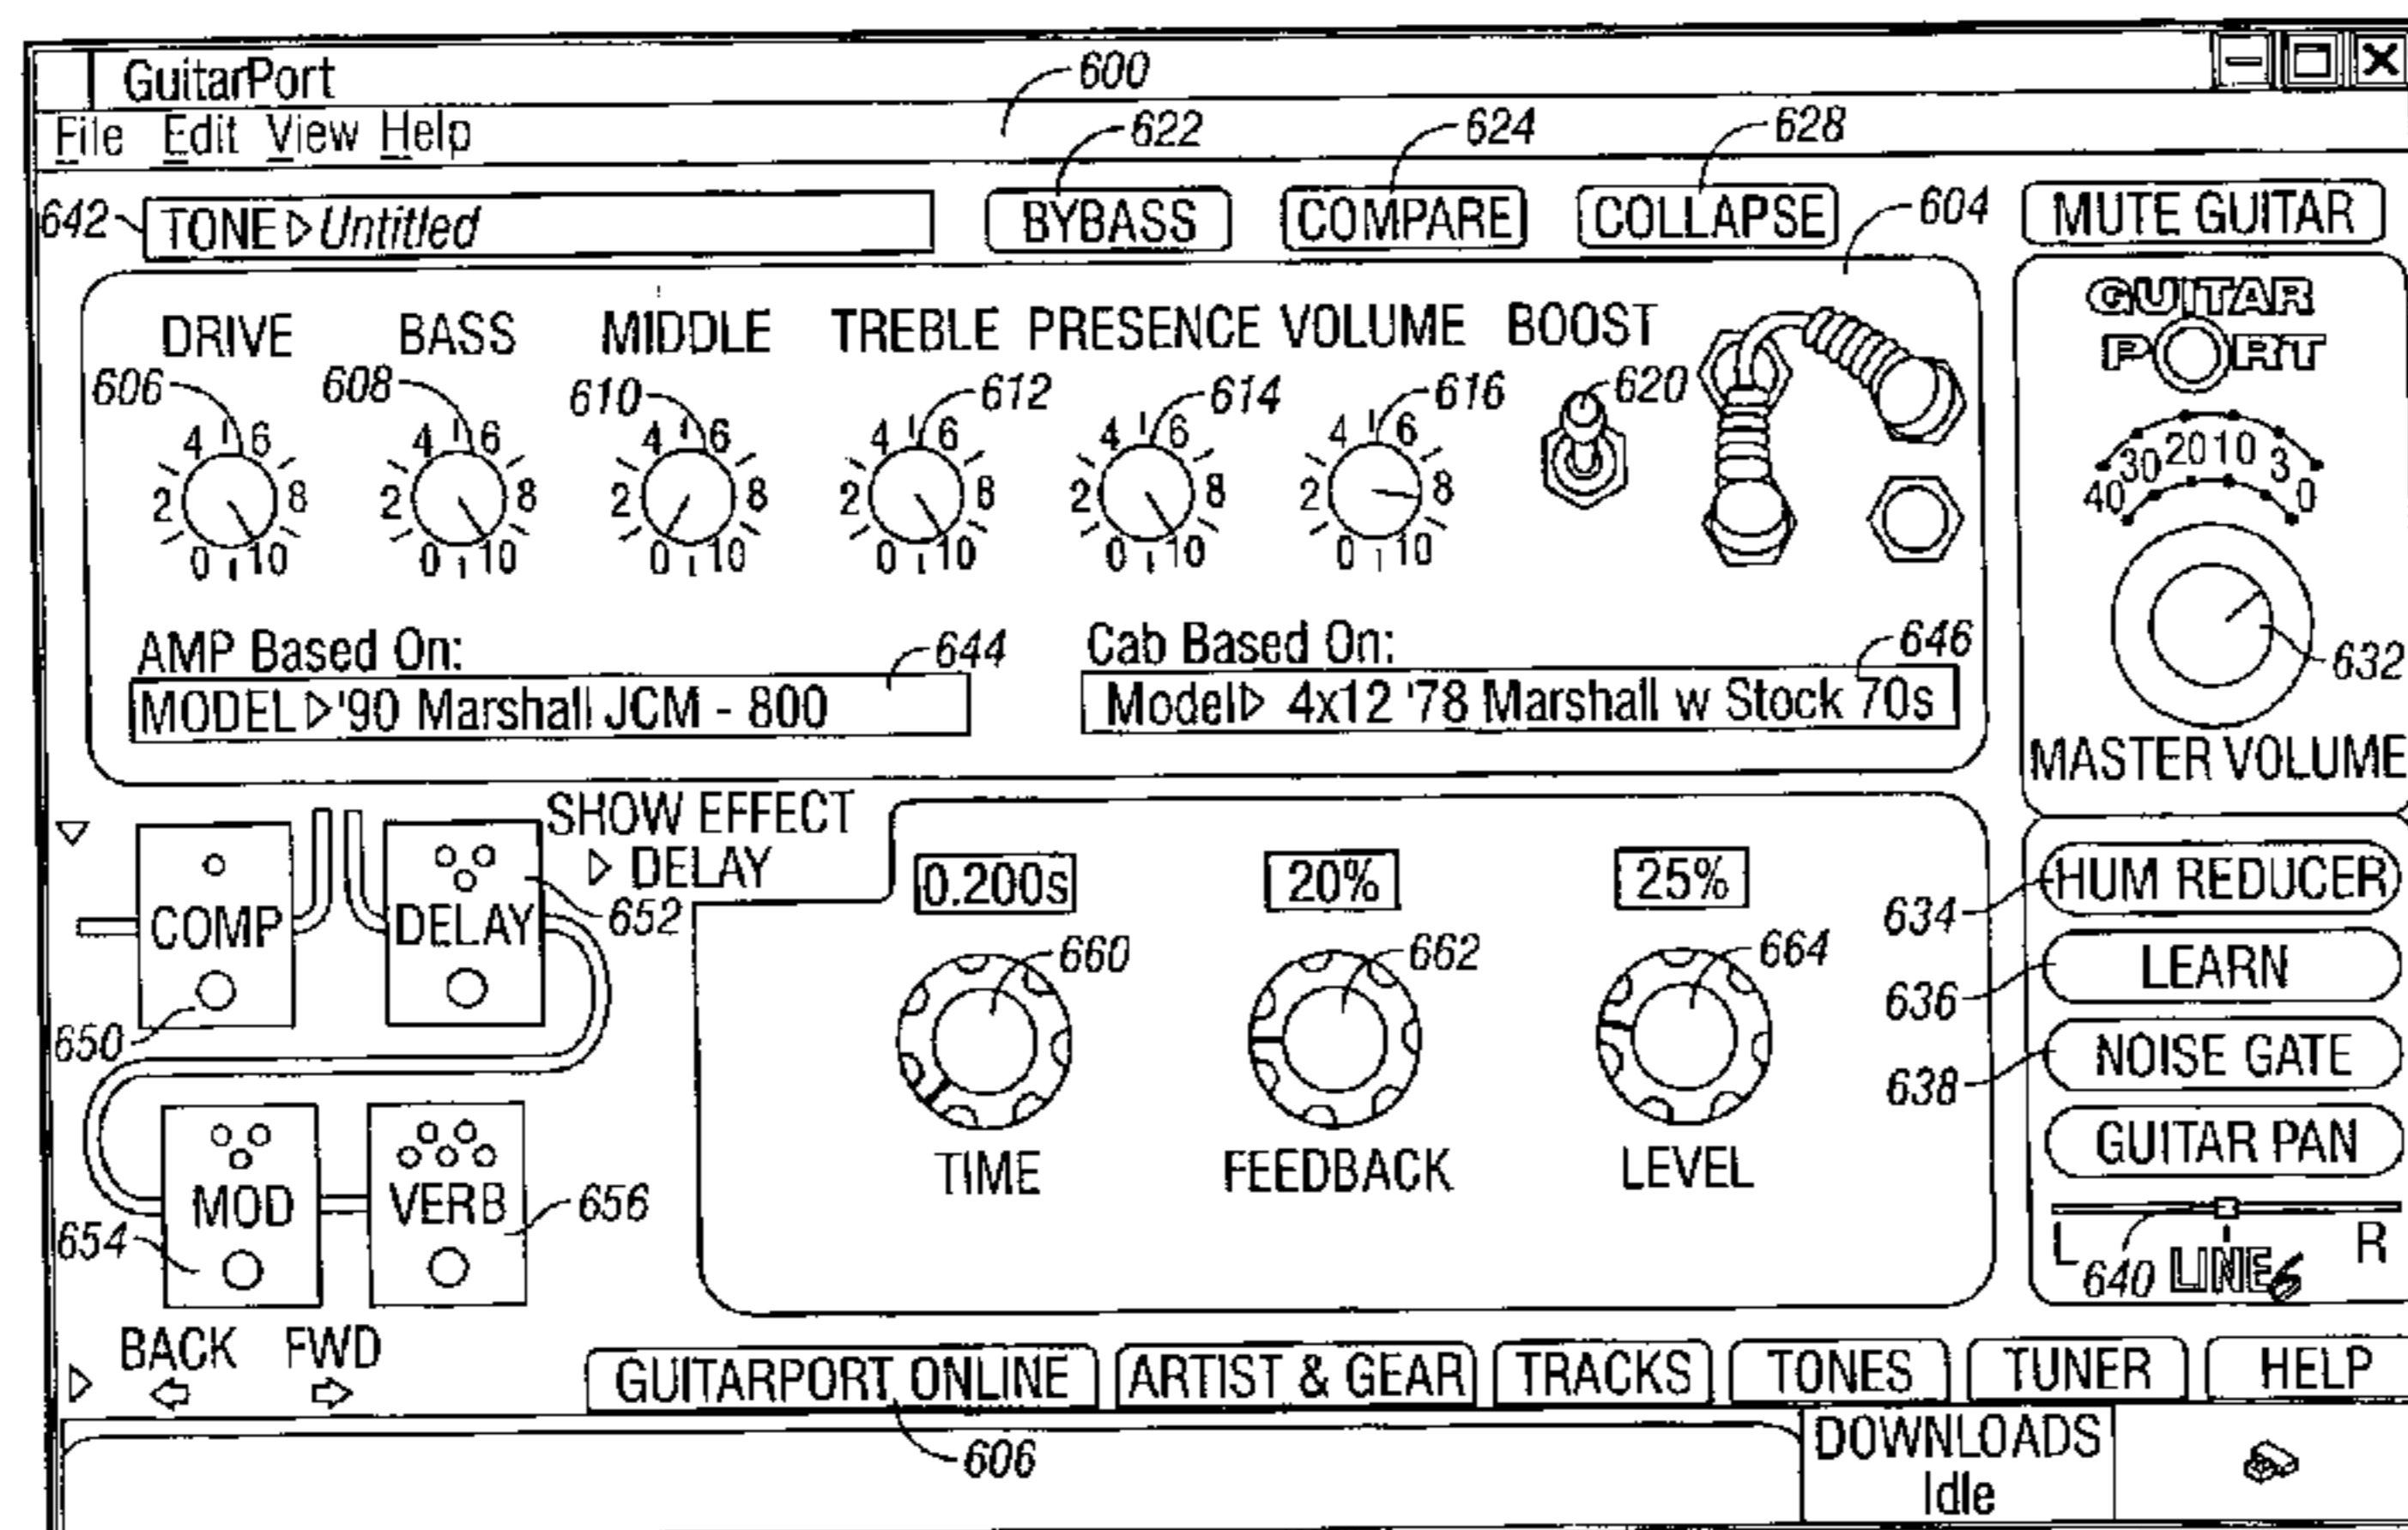 GuitarPort
600
File Edit View Help
622 624 628
642 TONE ▷ Untitled BYBASS COMPARE COLLAPSE 604 MUTE GUITAR
DRIVE BASS MIDDLE TREBLE PRESENCE VOLUME BOOST
606 608 610 612 614 616 620
4 6 4 6 4 6 4 6 4 6 4 6
2 8 2 8 2 8 2 8 2 8 2 8
0 10 0 10 0 10 0 10 0 10 0 10
GUITAR
PORT
40 30 20 10 3 0
632
MASTER VOLUME
AMP Based On: 644 Cab Based On: 646
MODEL ▷ '90 Marshall JCM - 800 Model ▷ 4x12 '78 Marshall w Stock 70s
SHOW EFFECT
▷ DELAY
COMP DELAY 652
650
MOD VERB 656
654
0.200s 20% 25%
660 662 664
TIME FEEDBACK LEVEL
634 HUM REDUCER
636 LEARN
638 NOISE GATE
GUITAR PAN
L 640 R
LINE 6
BACK FWD
GUITARPORT ONLINE ARTIST & GEAR TRACKS TONES TUNER HELP
606
DOWNLOADS
Idle